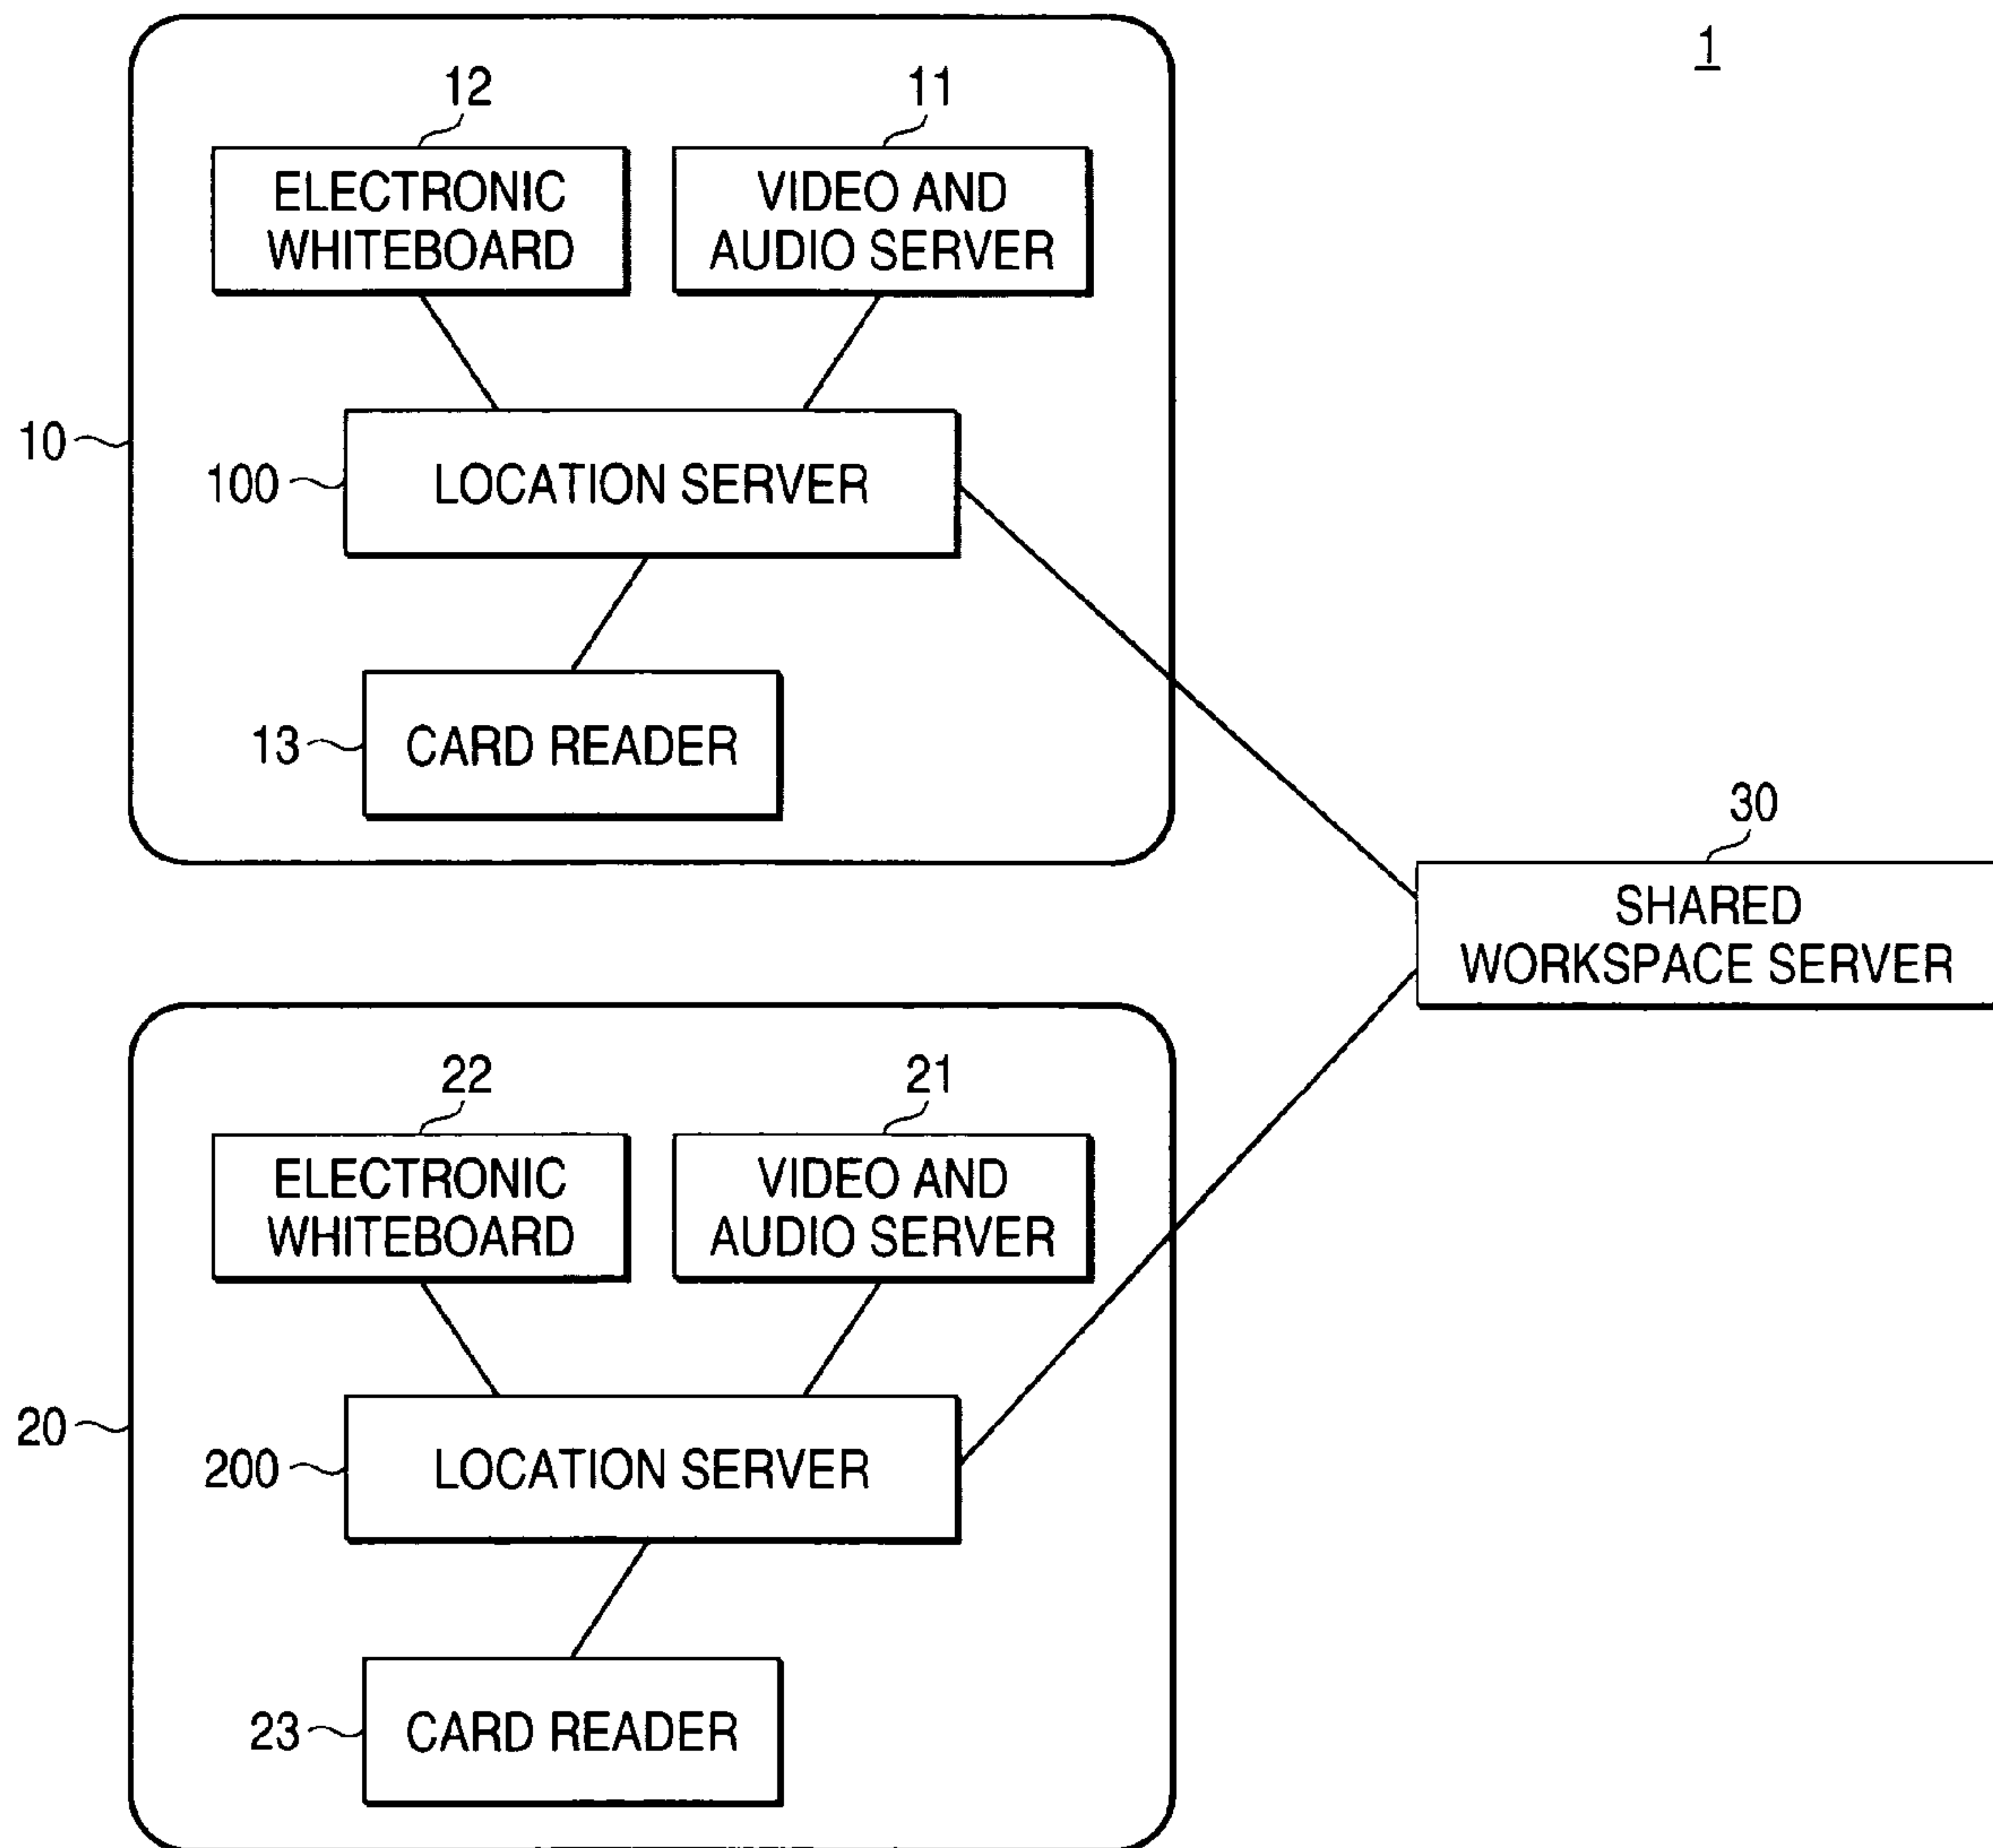 1
12
11
ELECTRONIC
WHITEBOARD
VIDEO AND
AUDIO SERVER
10
100
LOCATION SERVER
13
CARD READER
30
SHARED
WORKSPACE SERVER
22
21
ELECTRONIC
WHITEBOARD
VIDEO AND
AUDIO SERVER
20
200
LOCATION SERVER
23
CARD READER